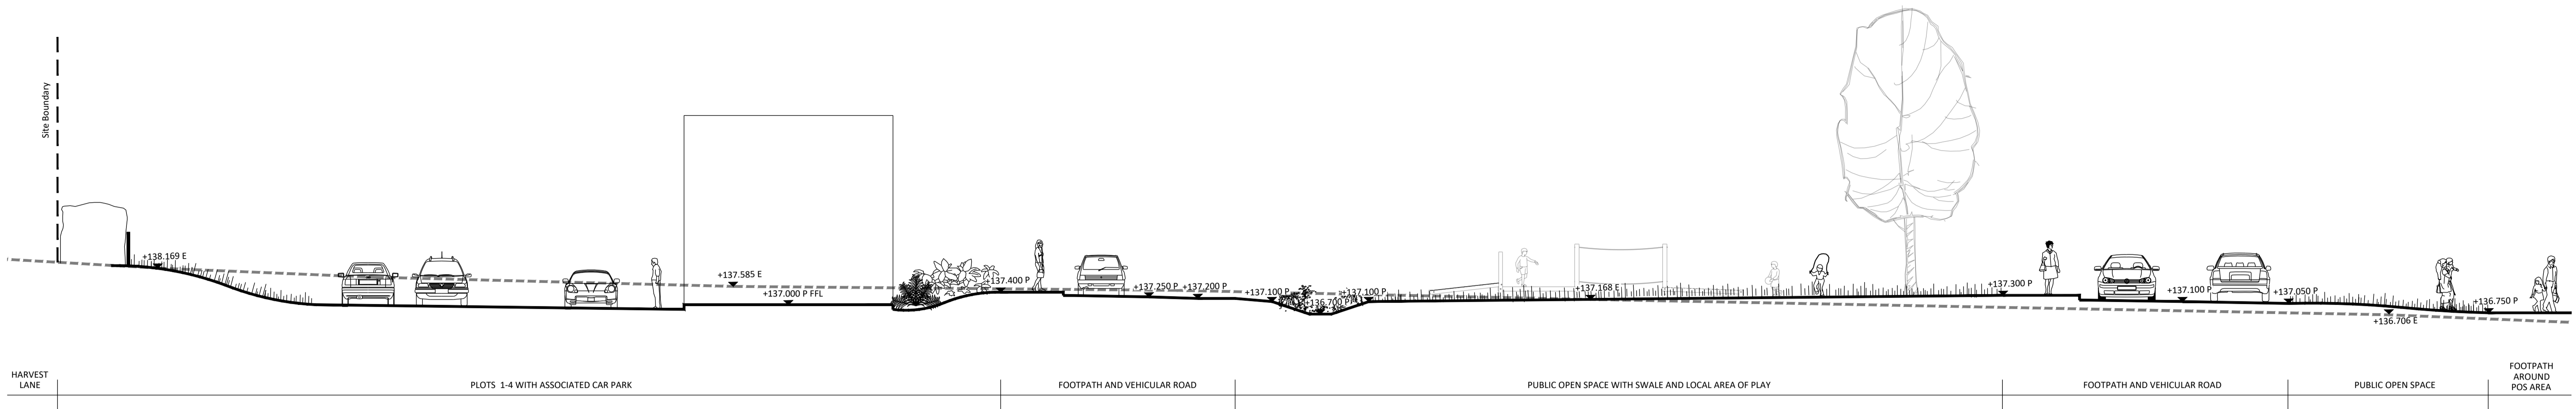 Site Boundary
+138.169 E
+137.585 E
+137.000 P FFL
+137.400 P
+137.250 P
+137.200 P
+137.100 P
+136.700 P
+137.100 P
+137.168 E
+137.300 P
+137.100 P
+137.050 P
+136.706 E
+136.750 P
HARVEST
LANE
PLOTS 1-4 WITH ASSOCIATED CAR PARK
FOOTPATH AND VEHICULAR ROAD
PUBLIC OPEN SPACE WITH SWALE AND LOCAL AREA OF PLAY
FOOTPATH AND VEHICULAR ROAD
PUBLIC OPEN SPACE
FOOTPATH
AROUND
POS AREA